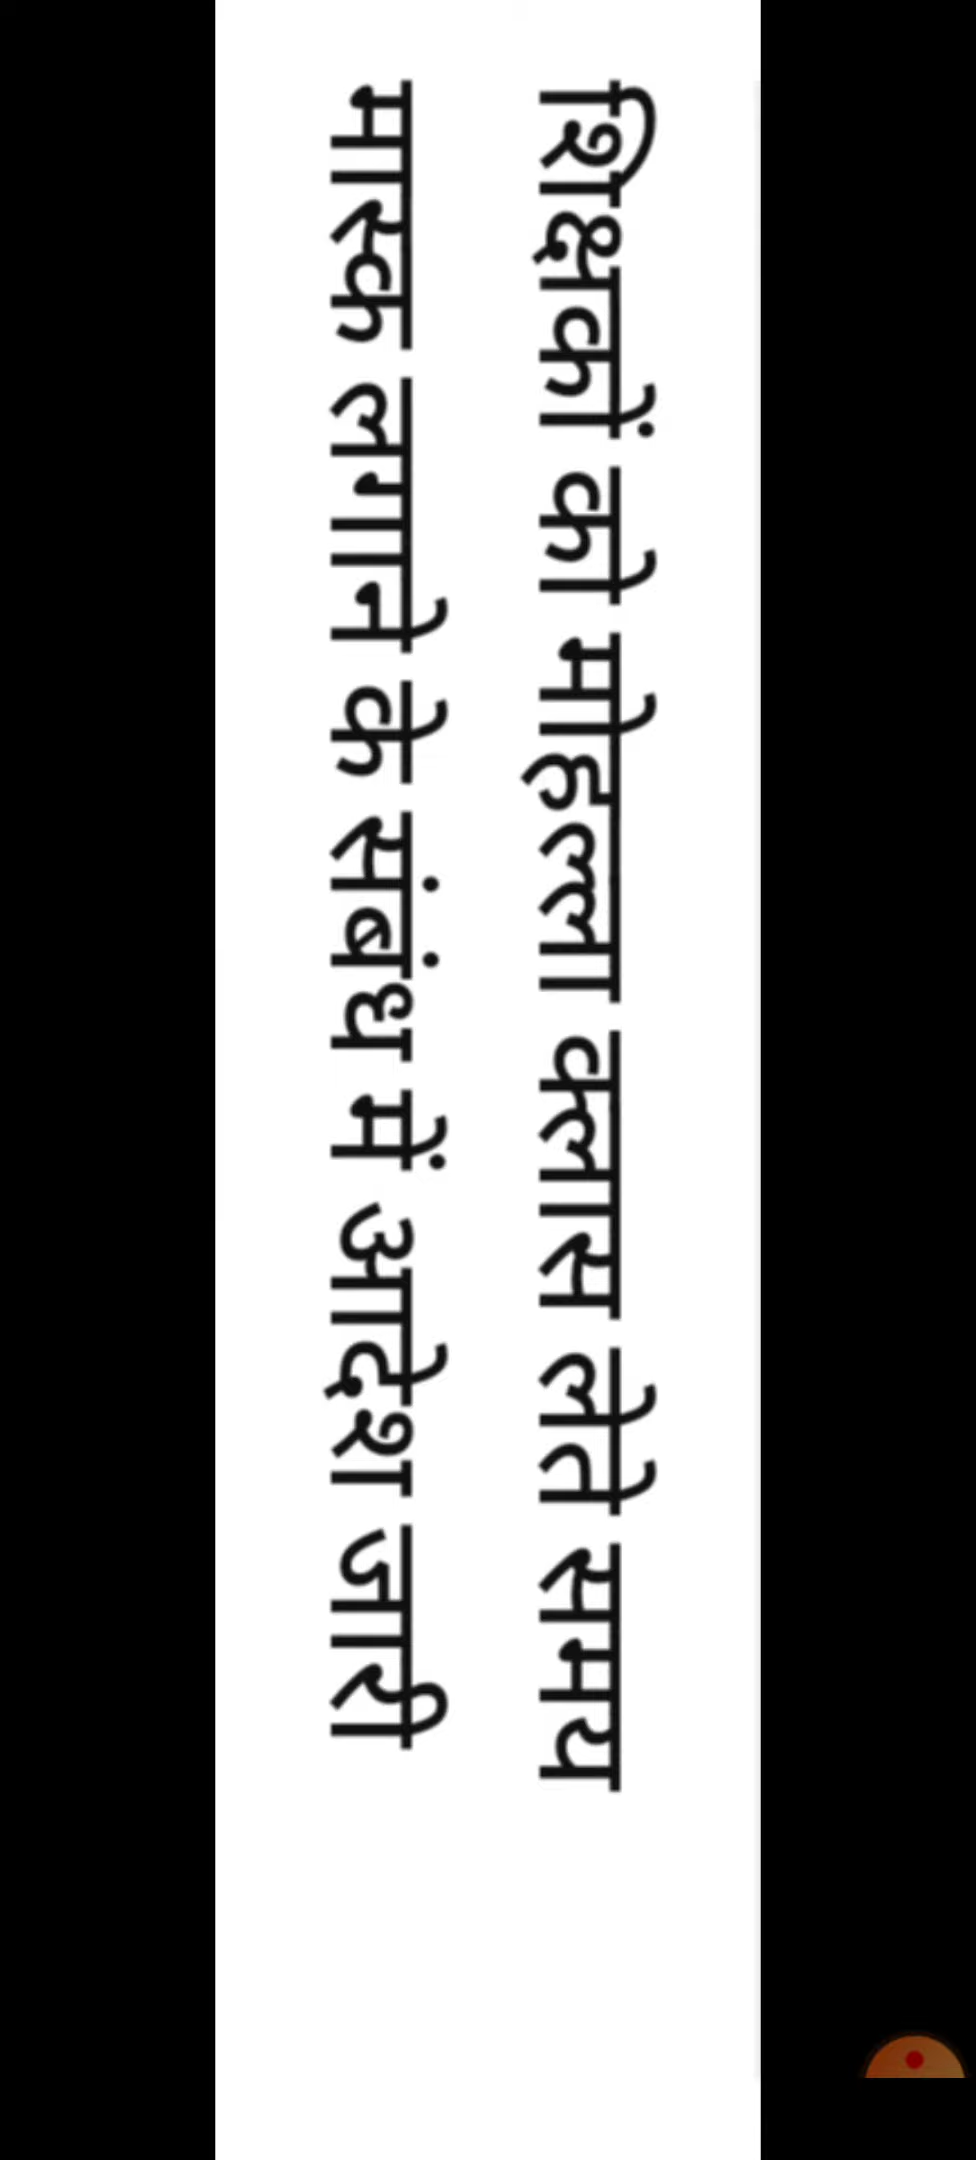 शिक्षकों को मोहल्ला क्लास लेते समय
मास्क लगाने के संबंध में आदेश जारी